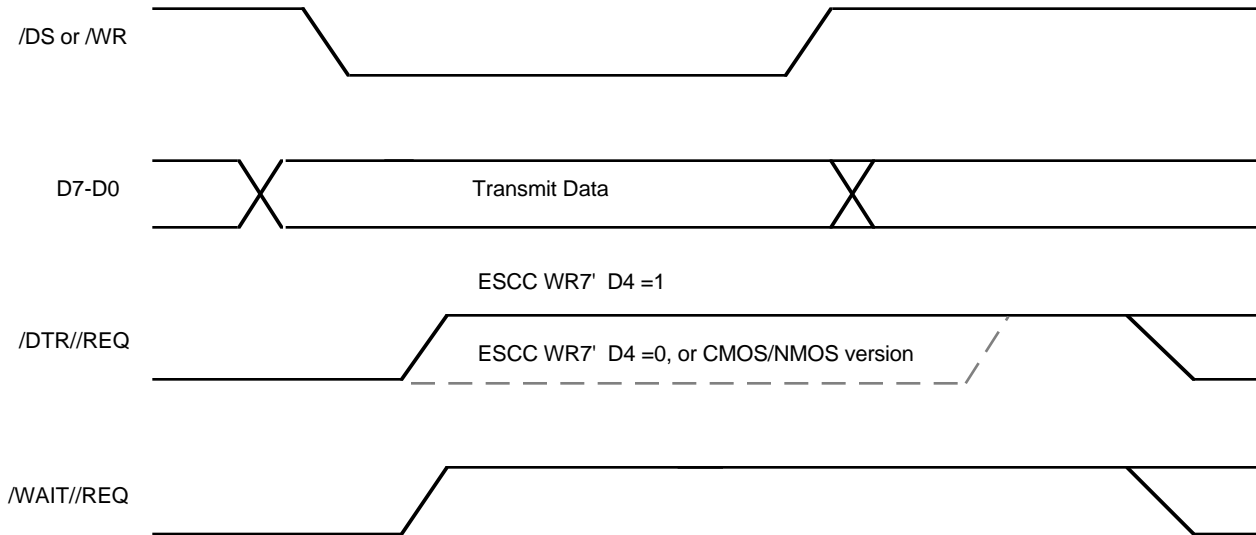 /DS or /WR
D7-D0
Transmit Data
ESCC WR7'  D4 =1
/DTR//REQ
ESCC WR7'  D4 =0, or CMOS/NMOS version
/WAIT//REQ